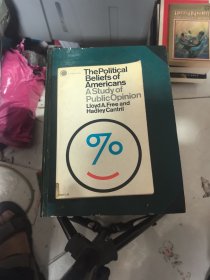 The Political
Beliefs of
Americans
A Study of
Public Opinion
Lloyd A. Free and
Hadley Cantril
%